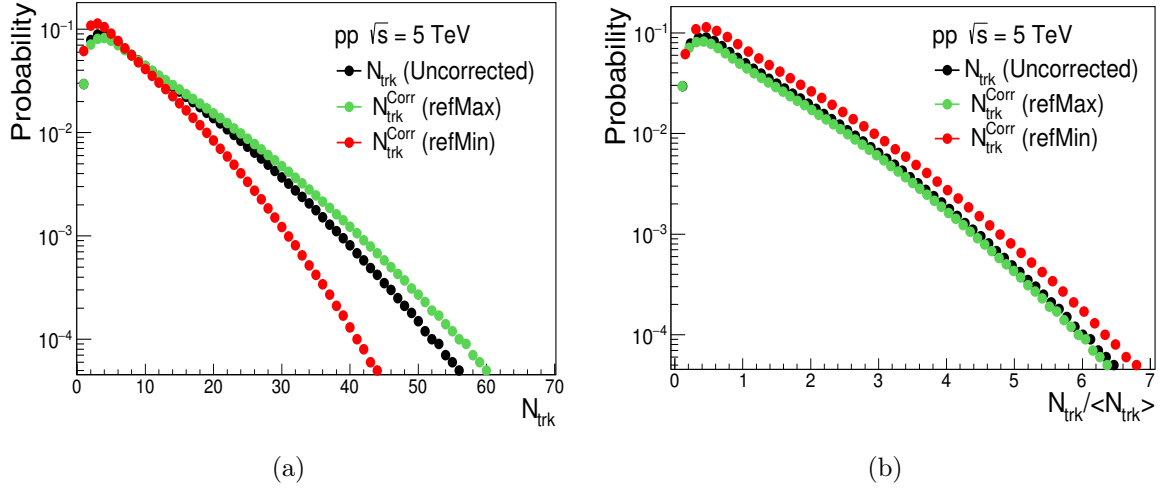 Probability
10⁻¹
10⁻²
10⁻³
10⁻⁴
pp √s = 5 TeV
N_trk (Uncorrected)
N_trk^Corr (refMax)
N_trk^Corr (refMin)
0 10 20 30 40 50 60 70
N_trk
(a)
Probability
10⁻¹
10⁻²
10⁻³
10⁻⁴
pp √s = 5 TeV
N_trk (Uncorrected)
N_trk^Corr (refMax)
N_trk^Corr (refMin)
0 1 2 3 4 5 6 7
N_trk/<N_trk>
(b)